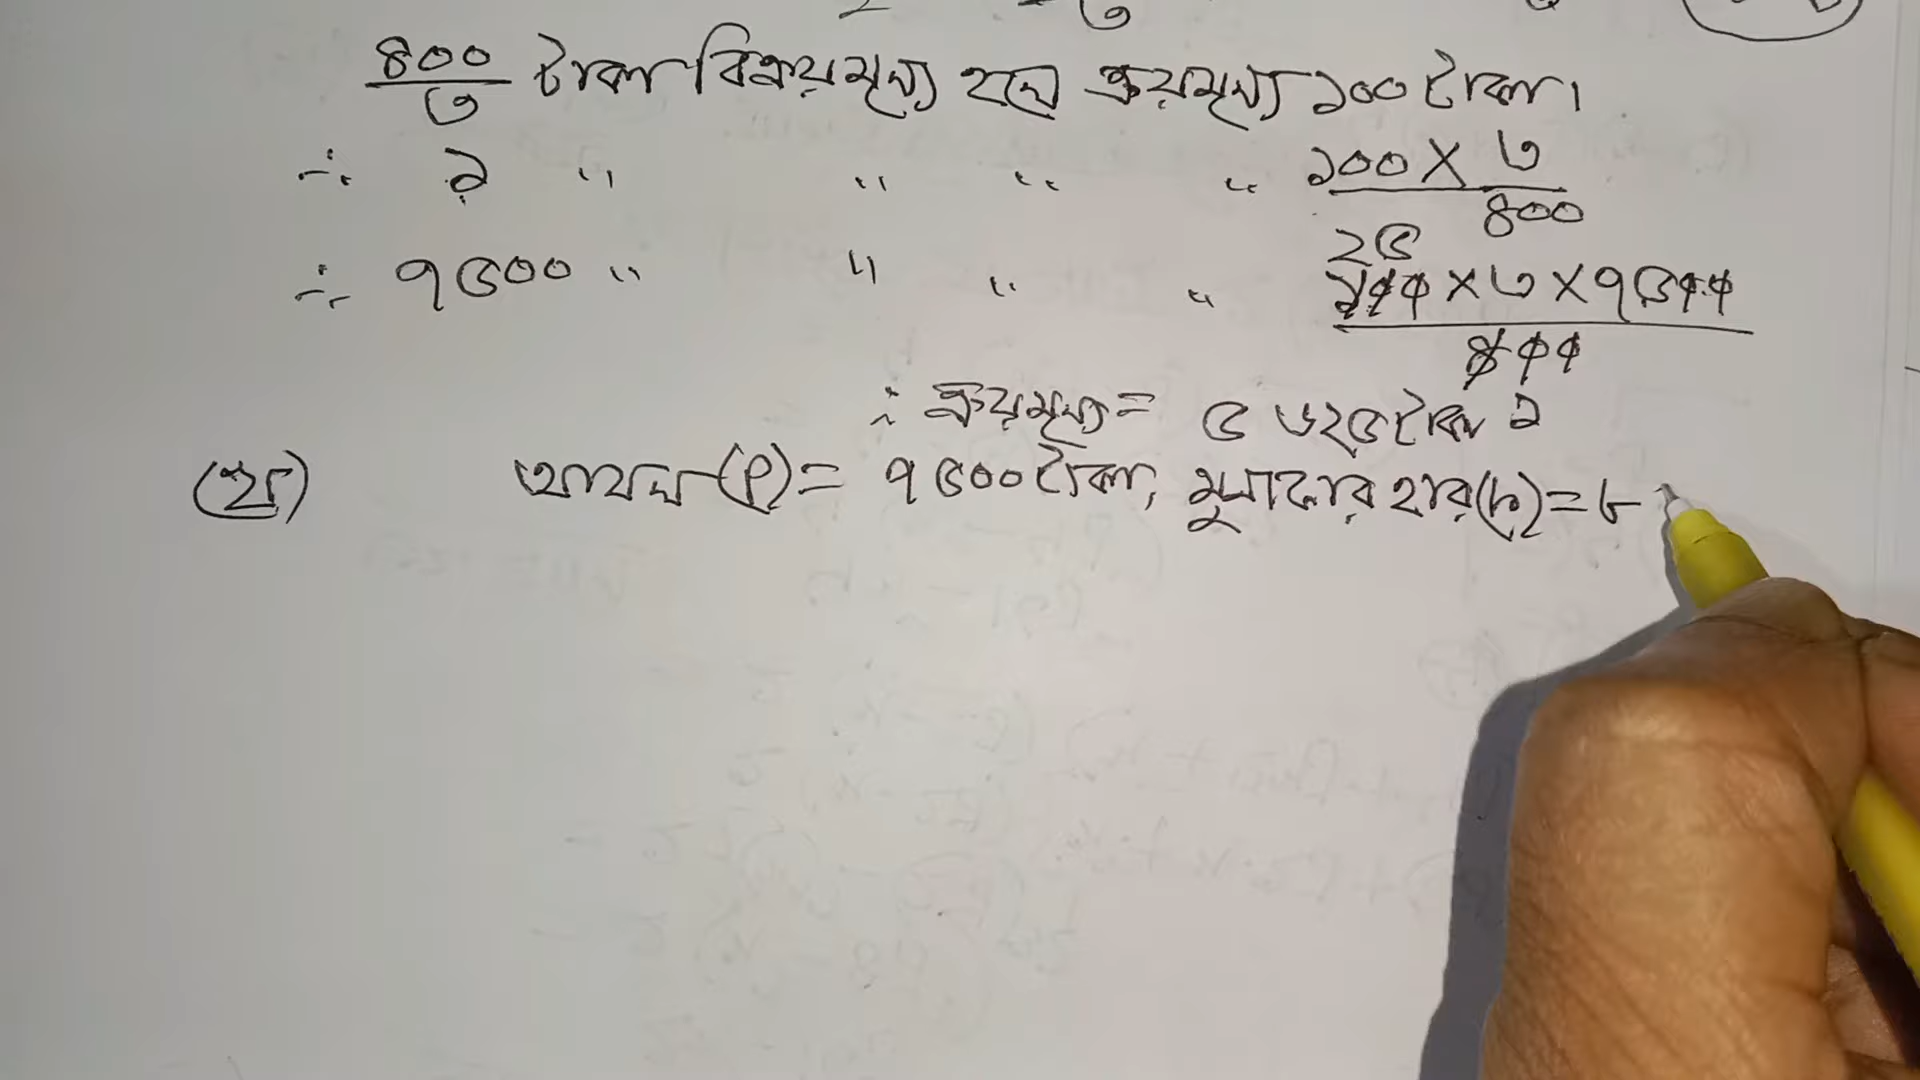 ৪০০/৩ টাকা বিক্রয়মূল্য হলে ক্রয়মূল্য ১০০ টাকা।
∴ ১ " " " " ১০০ × ৩ / ৪০০
২৫
∴ ৭৫০০ " " " " ১০০ × ৩ × ৭৫০০ / ৪০০
১
∴ ক্রয়মূল্য = ৫৬২৫ টাকা
(খ) আসল (P) = ৭৫০০ টাকা, মুনাফার হার (r) = ৮